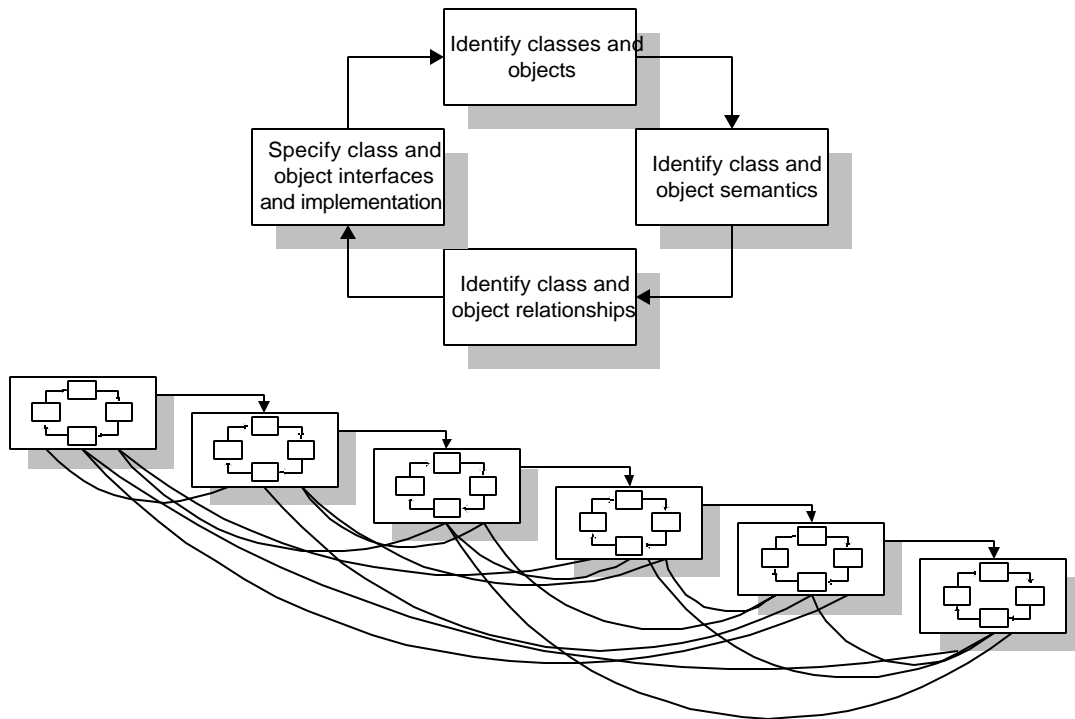 Identify classes and
objects
Specify class and
object interfaces
and implementation
Identify class and
object semantics
Identify class and
object relationships